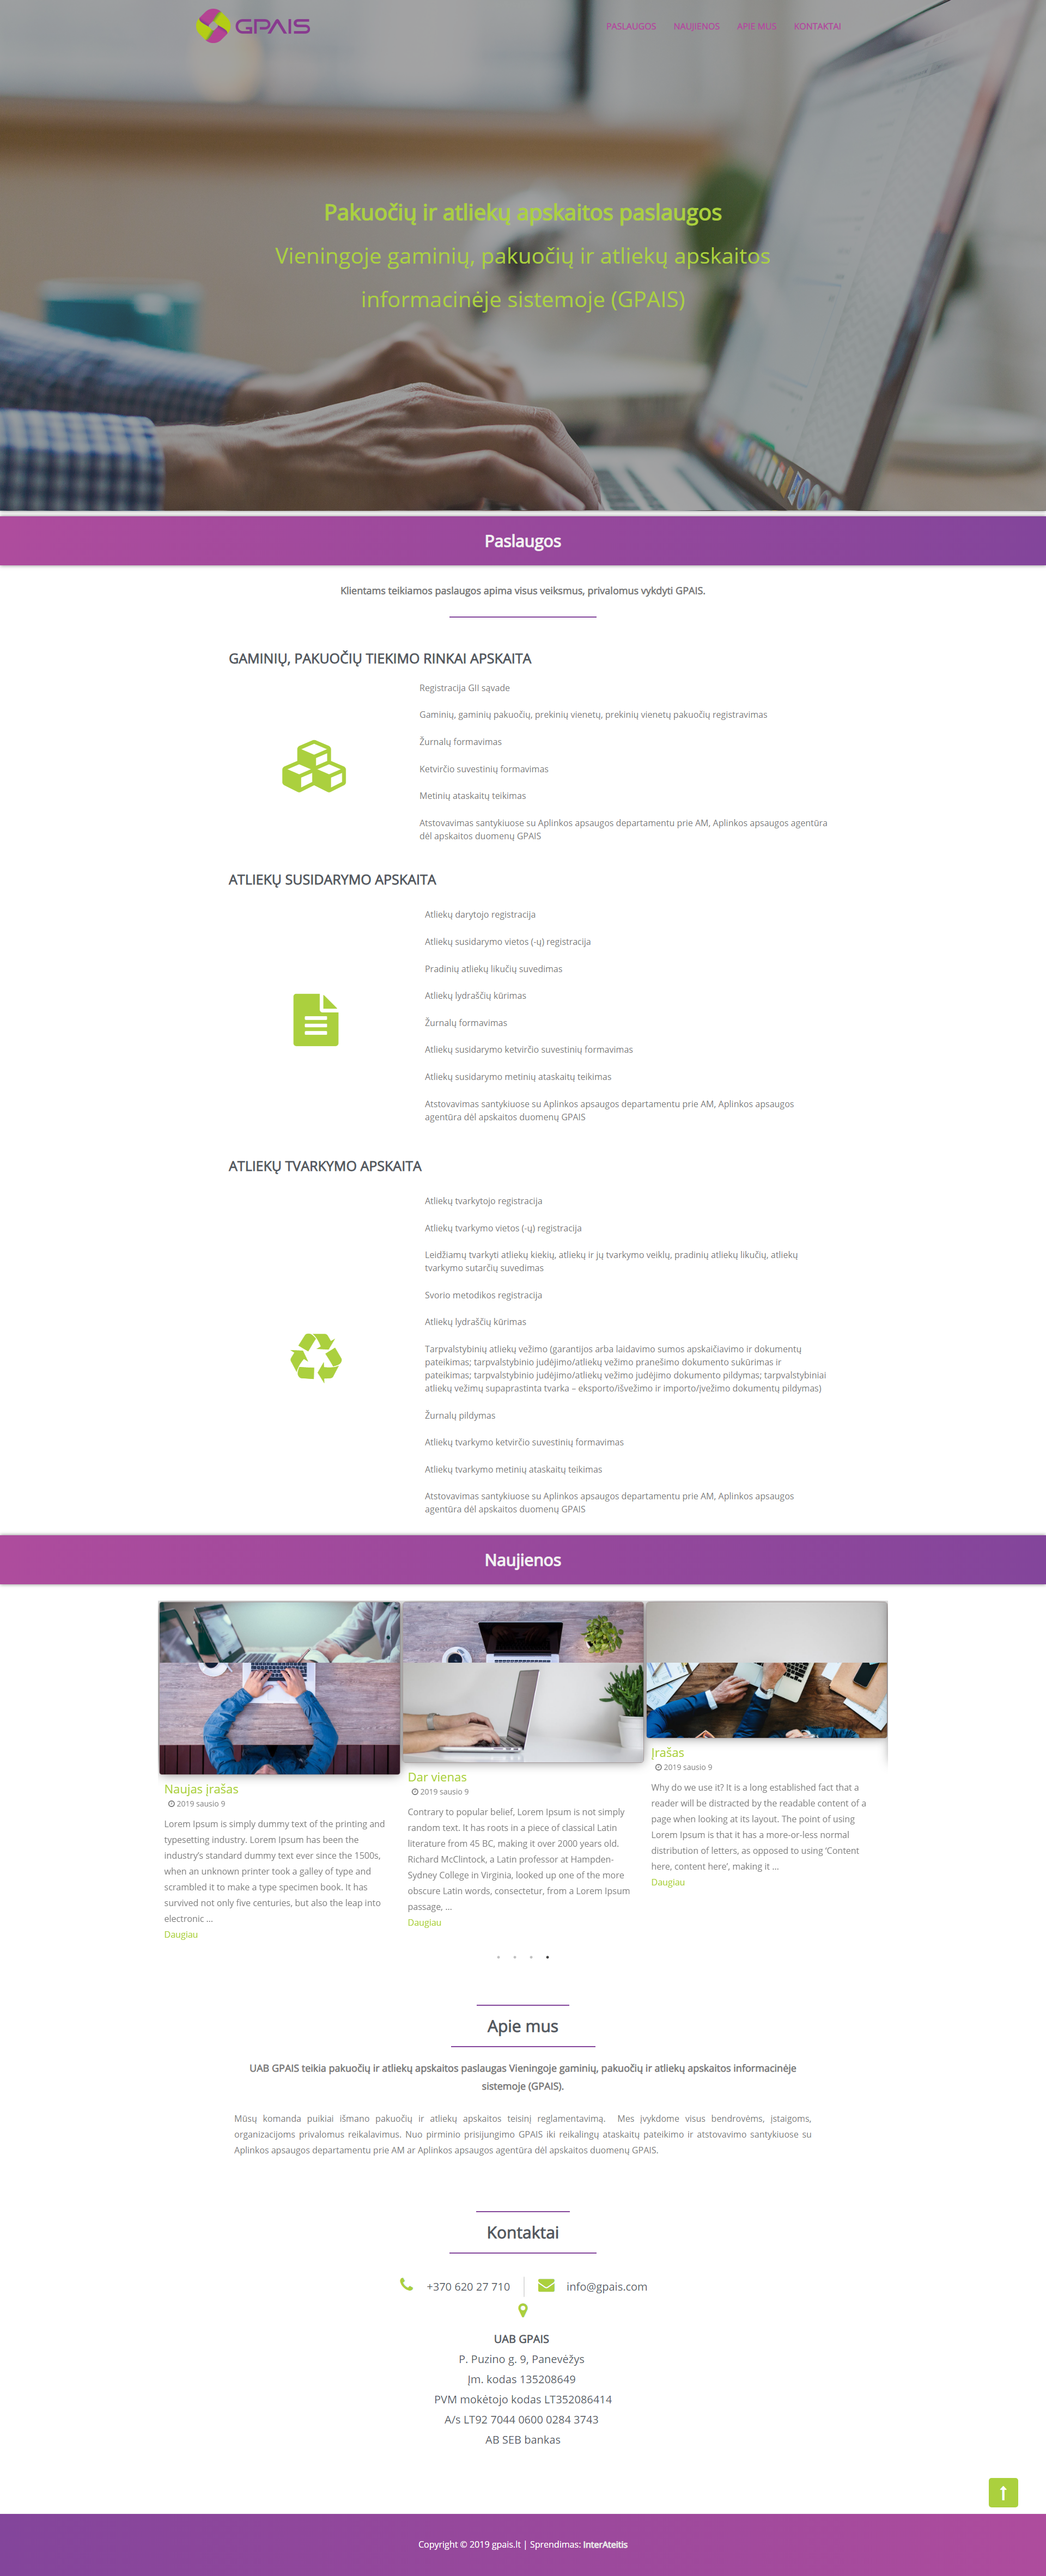 GPAIS
PASLAUGOS NAUJIENOS APIE MUS KONTAKTAI
Pakuočių ir atliekų apskaitos paslaugos
Vieningoje gaminių, pakuočių ir atliekų apskaitos
informacinėje sistemoje (GPAIS)
Paslaugos
Klientams teikiamos paslaugos apima visus veiksmus, privalomus vykdyti GPAIS.
GAMINIŲ, PAKUOČIŲ TIEKIMO RINKAI APSKAITA
Registracija GII sąvade
Gaminių, gaminių pakuočių, prekinių vienetų, prekinių vienetų pakuočių registravimas
Žurnalų formavimas
Ketvirčio suvestinių formavimas
Metinių ataskaitų teikimas
Atstovavimas santykiuose su Aplinkos apsaugos departamentu prie AM, Aplinkos apsaugos agentūra
dėl apskaitos duomenų GPAIS
ATLIEKŲ SUSIDARYMO APSKAITA
Atliekų darytojo registracija
Atliekų susidarymo vietos (-ų) registracija
Pradinių atliekų likučių suvedimas
Atliekų lydraščių kūrimas
Žurnalų formavimas
Atliekų susidarymo ketvirčio suvestinių formavimas
Atliekų susidarymo metinių ataskaitų teikimas
Atstovavimas santykiuose su Aplinkos apsaugos departamentu prie AM, Aplinkos apsaugos
agentūra dėl apskaitos duomenų GPAIS
ATLIEKŲ TVARKYMO APSKAITA
Atliekų tvarkytojo registracija
Atliekų tvarkymo vietos (-ų) registracija
Leidžiamų tvarkyti atliekų kiekių, atliekų ir jų tvarkymo veiklų, pradinių atliekų likučių, atliekų
tvarkymo sutarčių suvedimas
Svorio metodikos registracija
Atliekų lydraščių kūrimas
Tarpvalstybinių atliekų vežimo (garantijos arba laidavimo sumos apskaičiavimo ir dokumentų
pateikimas; tarpvalstybinio judėjimo/atliekų vežimo pranešimo dokumento sukūrimas ir
pateikimas; tarpvalstybinio judėjimo/atliekų vežimo judėjimo dokumento pildymas; tarpvalstybiniai
atliekų vežimų supaprastinta tvarka – eksporto/išvežimo ir importo/įvežimo dokumentų pildymas)
Žurnalų pildymas
Atliekų tvarkymo ketvirčio suvestinių formavimas
Atliekų tvarkymo metinių ataskaitų teikimas
Atstovavimas santykiuose su Aplinkos apsaugos departamentu prie AM, Aplinkos apsaugos
agentūra dėl apskaitos duomenų GPAIS
Naujienos
Naujas įrašas
2019 sausio 9
Lorem Ipsum is simply dummy text of the printing and
typesetting industry. Lorem Ipsum has been the
industry's standard dummy text ever since the 1500s,
when an unknown printer took a galley of type and
scrambled it to make a type specimen book. It has
survived not only five centuries, but also the leap into
electronic ...
Daugiau
Dar vienas
2019 sausio 9
Contrary to popular belief, Lorem Ipsum is not simply
random text. It has roots in a piece of classical Latin
literature from 45 BC, making it over 2000 years old.
Richard McClintock, a Latin professor at Hampden-
Sydney College in Virginia, looked up one of the more
obscure Latin words, consectetur, from a Lorem Ipsum
passage, ...
Daugiau
Įrašas
2019 sausio 9
Why do we use it? It is a long established fact that a
reader will be distracted by the readable content of a
page when looking at its layout. The point of using
Lorem Ipsum is that it has a more-or-less normal
distribution of letters, as opposed to using 'Content
here, content here', making it ...
Daugiau
Apie mus
UAB GPAIS teikia pakuočių ir atliekų apskaitos paslaugas Vieningoje gaminių, pakuočių ir atliekų apskaitos informacinėje
sistemoje (GPAIS).
Mūsų komanda puikiai išmano pakuočių ir atliekų apskaitos teisinį reglamentavimą. Mes įvykdome visus bendrovėms, įstaigoms,
organizacijoms privalomus reikalavimus. Nuo pirminio prisijungimo GPAIS iki reikalingų ataskaitų pateikimo ir atstovavimo santykiuose su
Aplinkos apsaugos departamentu prie AM ar Aplinkos apsaugos agentūra dėl apskaitos duomenų GPAIS.
Kontaktai
+370 620 27 710 info@gpais.com
UAB GPAIS
P. Puzino g. 9, Panevėžys
Įm. kodas 135208649
PVM mokėtojo kodas LT352086414
A/s LT92 7044 0600 0284 3743
AB SEB bankas
Copyright © 2019 gpais.lt | Sprendimas: InterAteitis